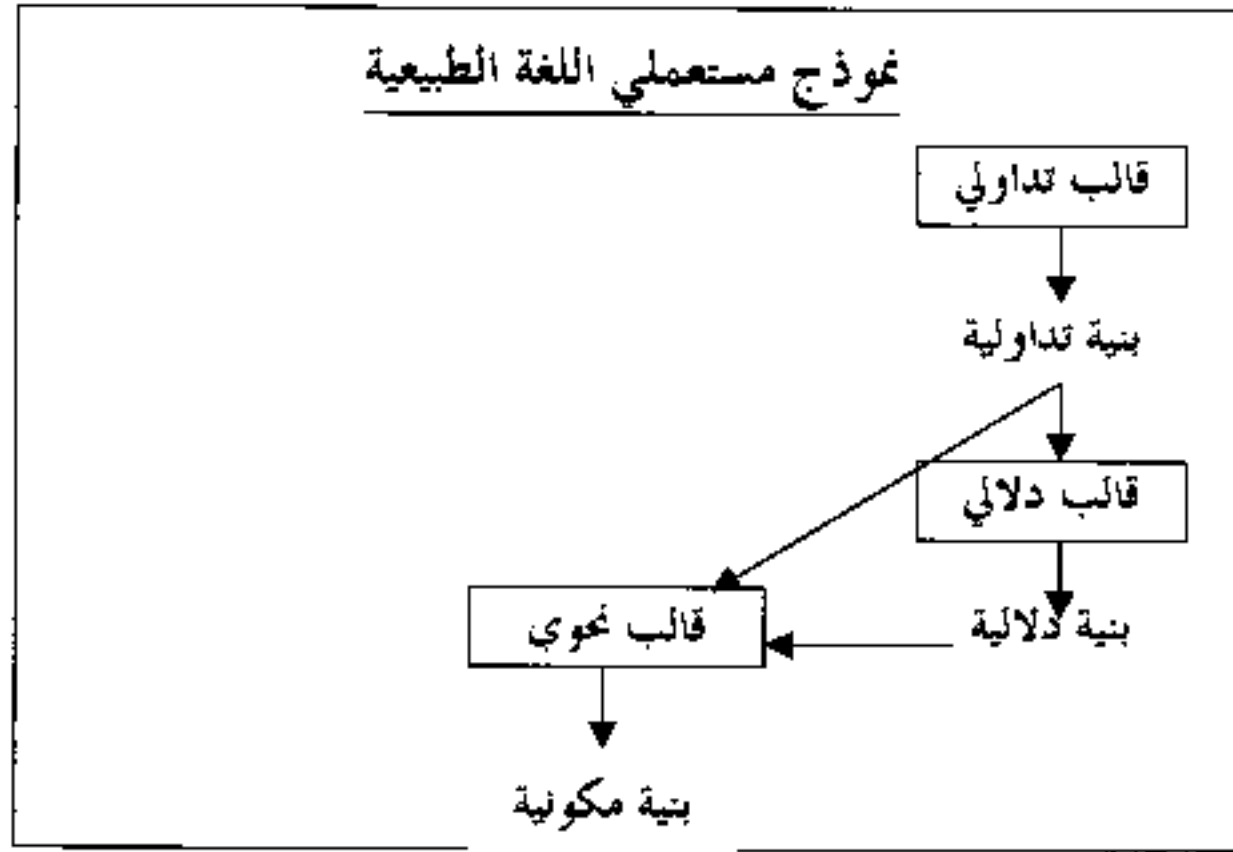 نموذج مستعملي اللغة الطبيعية
قالب تداولي
بنية تداولية
قالب دلالي
بنية دلالية
قالب نحوي
بنية مكونية